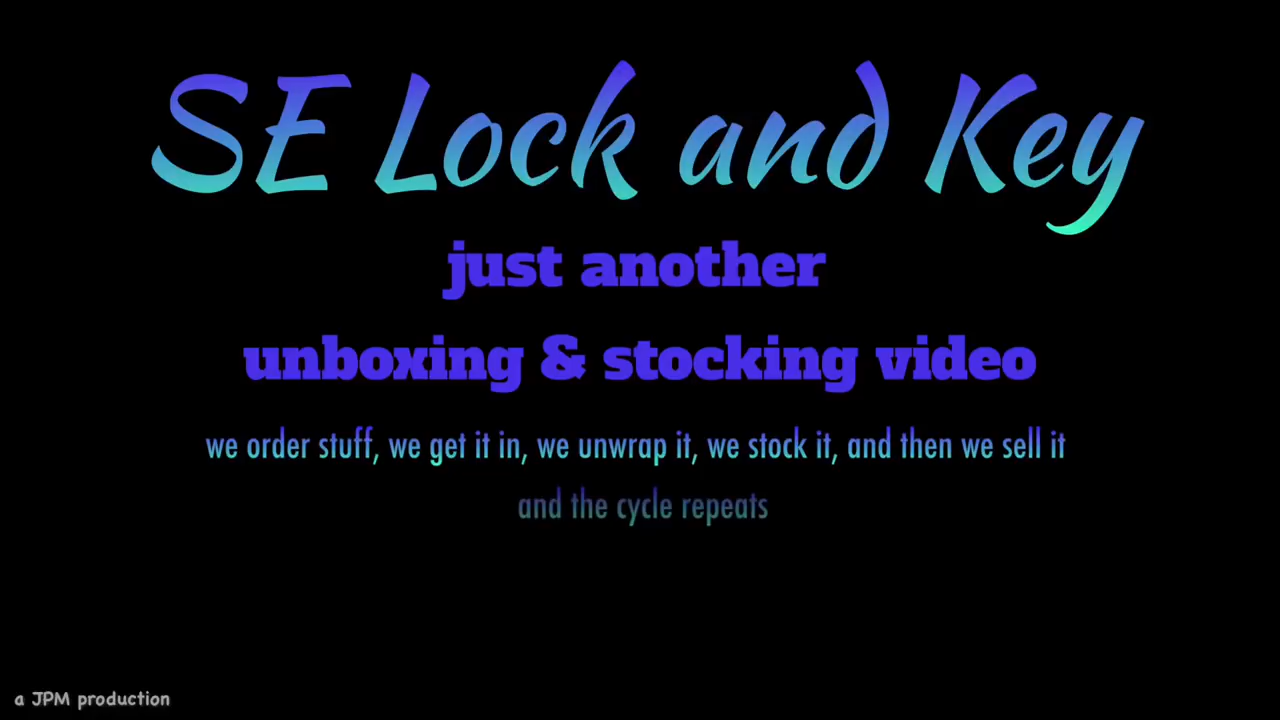 SE Lock and Key
just another
unboxing & stocking video
we order stuff, we get it in, we unwrap it, we stock it, and then we sell it
and the cycle repeats
a JPM production